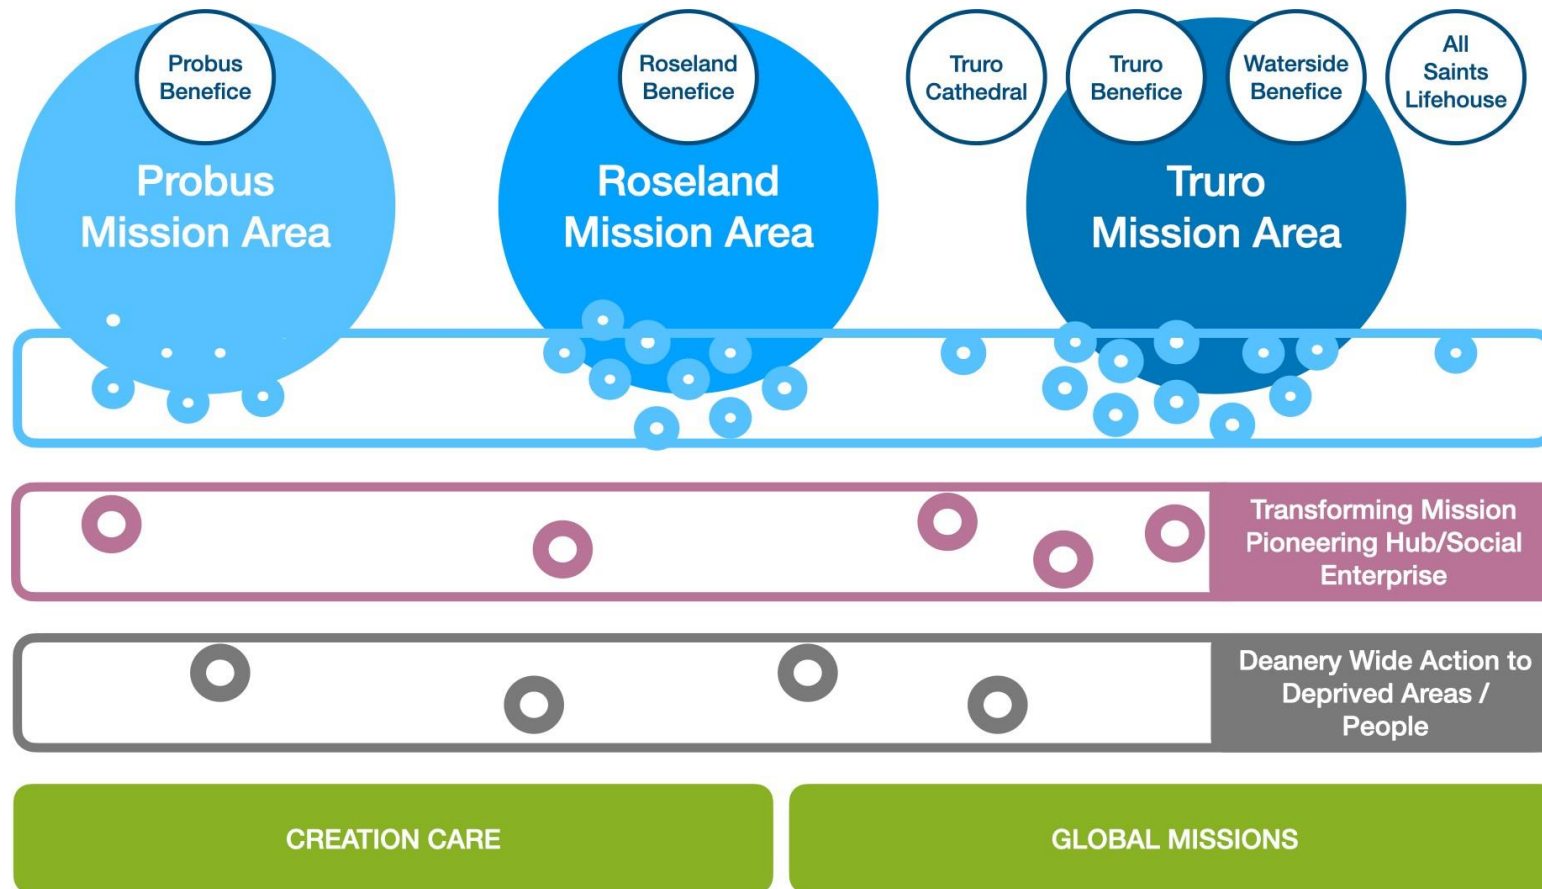 Probus
Benefice
Roseland
Benefice
Truro
Cathedral
Truro
Benefice
Waterside
Benefice
All
Saints
Lifehouse
Probus
Mission Area
Roseland
Mission Area
Truro
Mission Area
Transforming Mission
Pioneering Hub/Social
Enterprise
Deanery Wide Action to
Deprived Areas /
People
CREATION CARE
GLOBAL MISSIONS